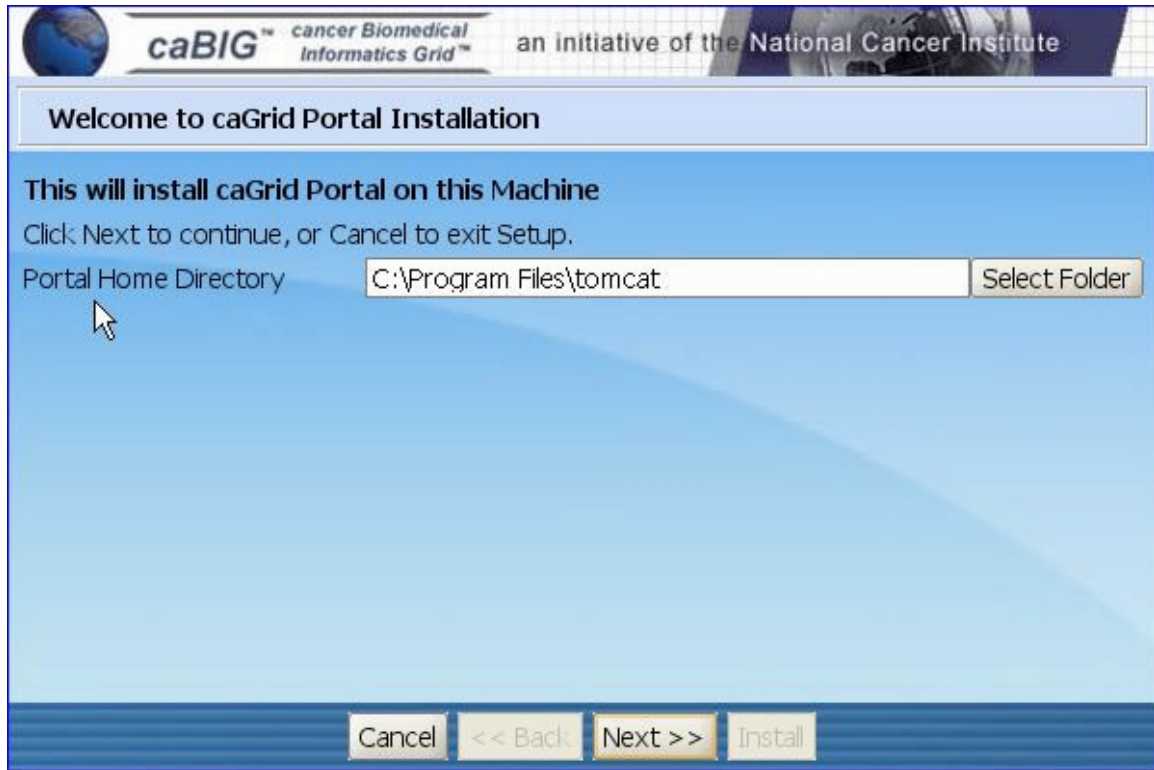 caBIG™ cancer Biomedical Informatics Grid™ an initiative of the National Cancer Institute
Welcome to caGrid Portal Installation
This will install caGrid Portal on this Machine
Click Next to continue, or Cancel to exit Setup.
Portal Home Directory C:\Program Files\tomcat Select Folder
Cancel << Back Next >> Install